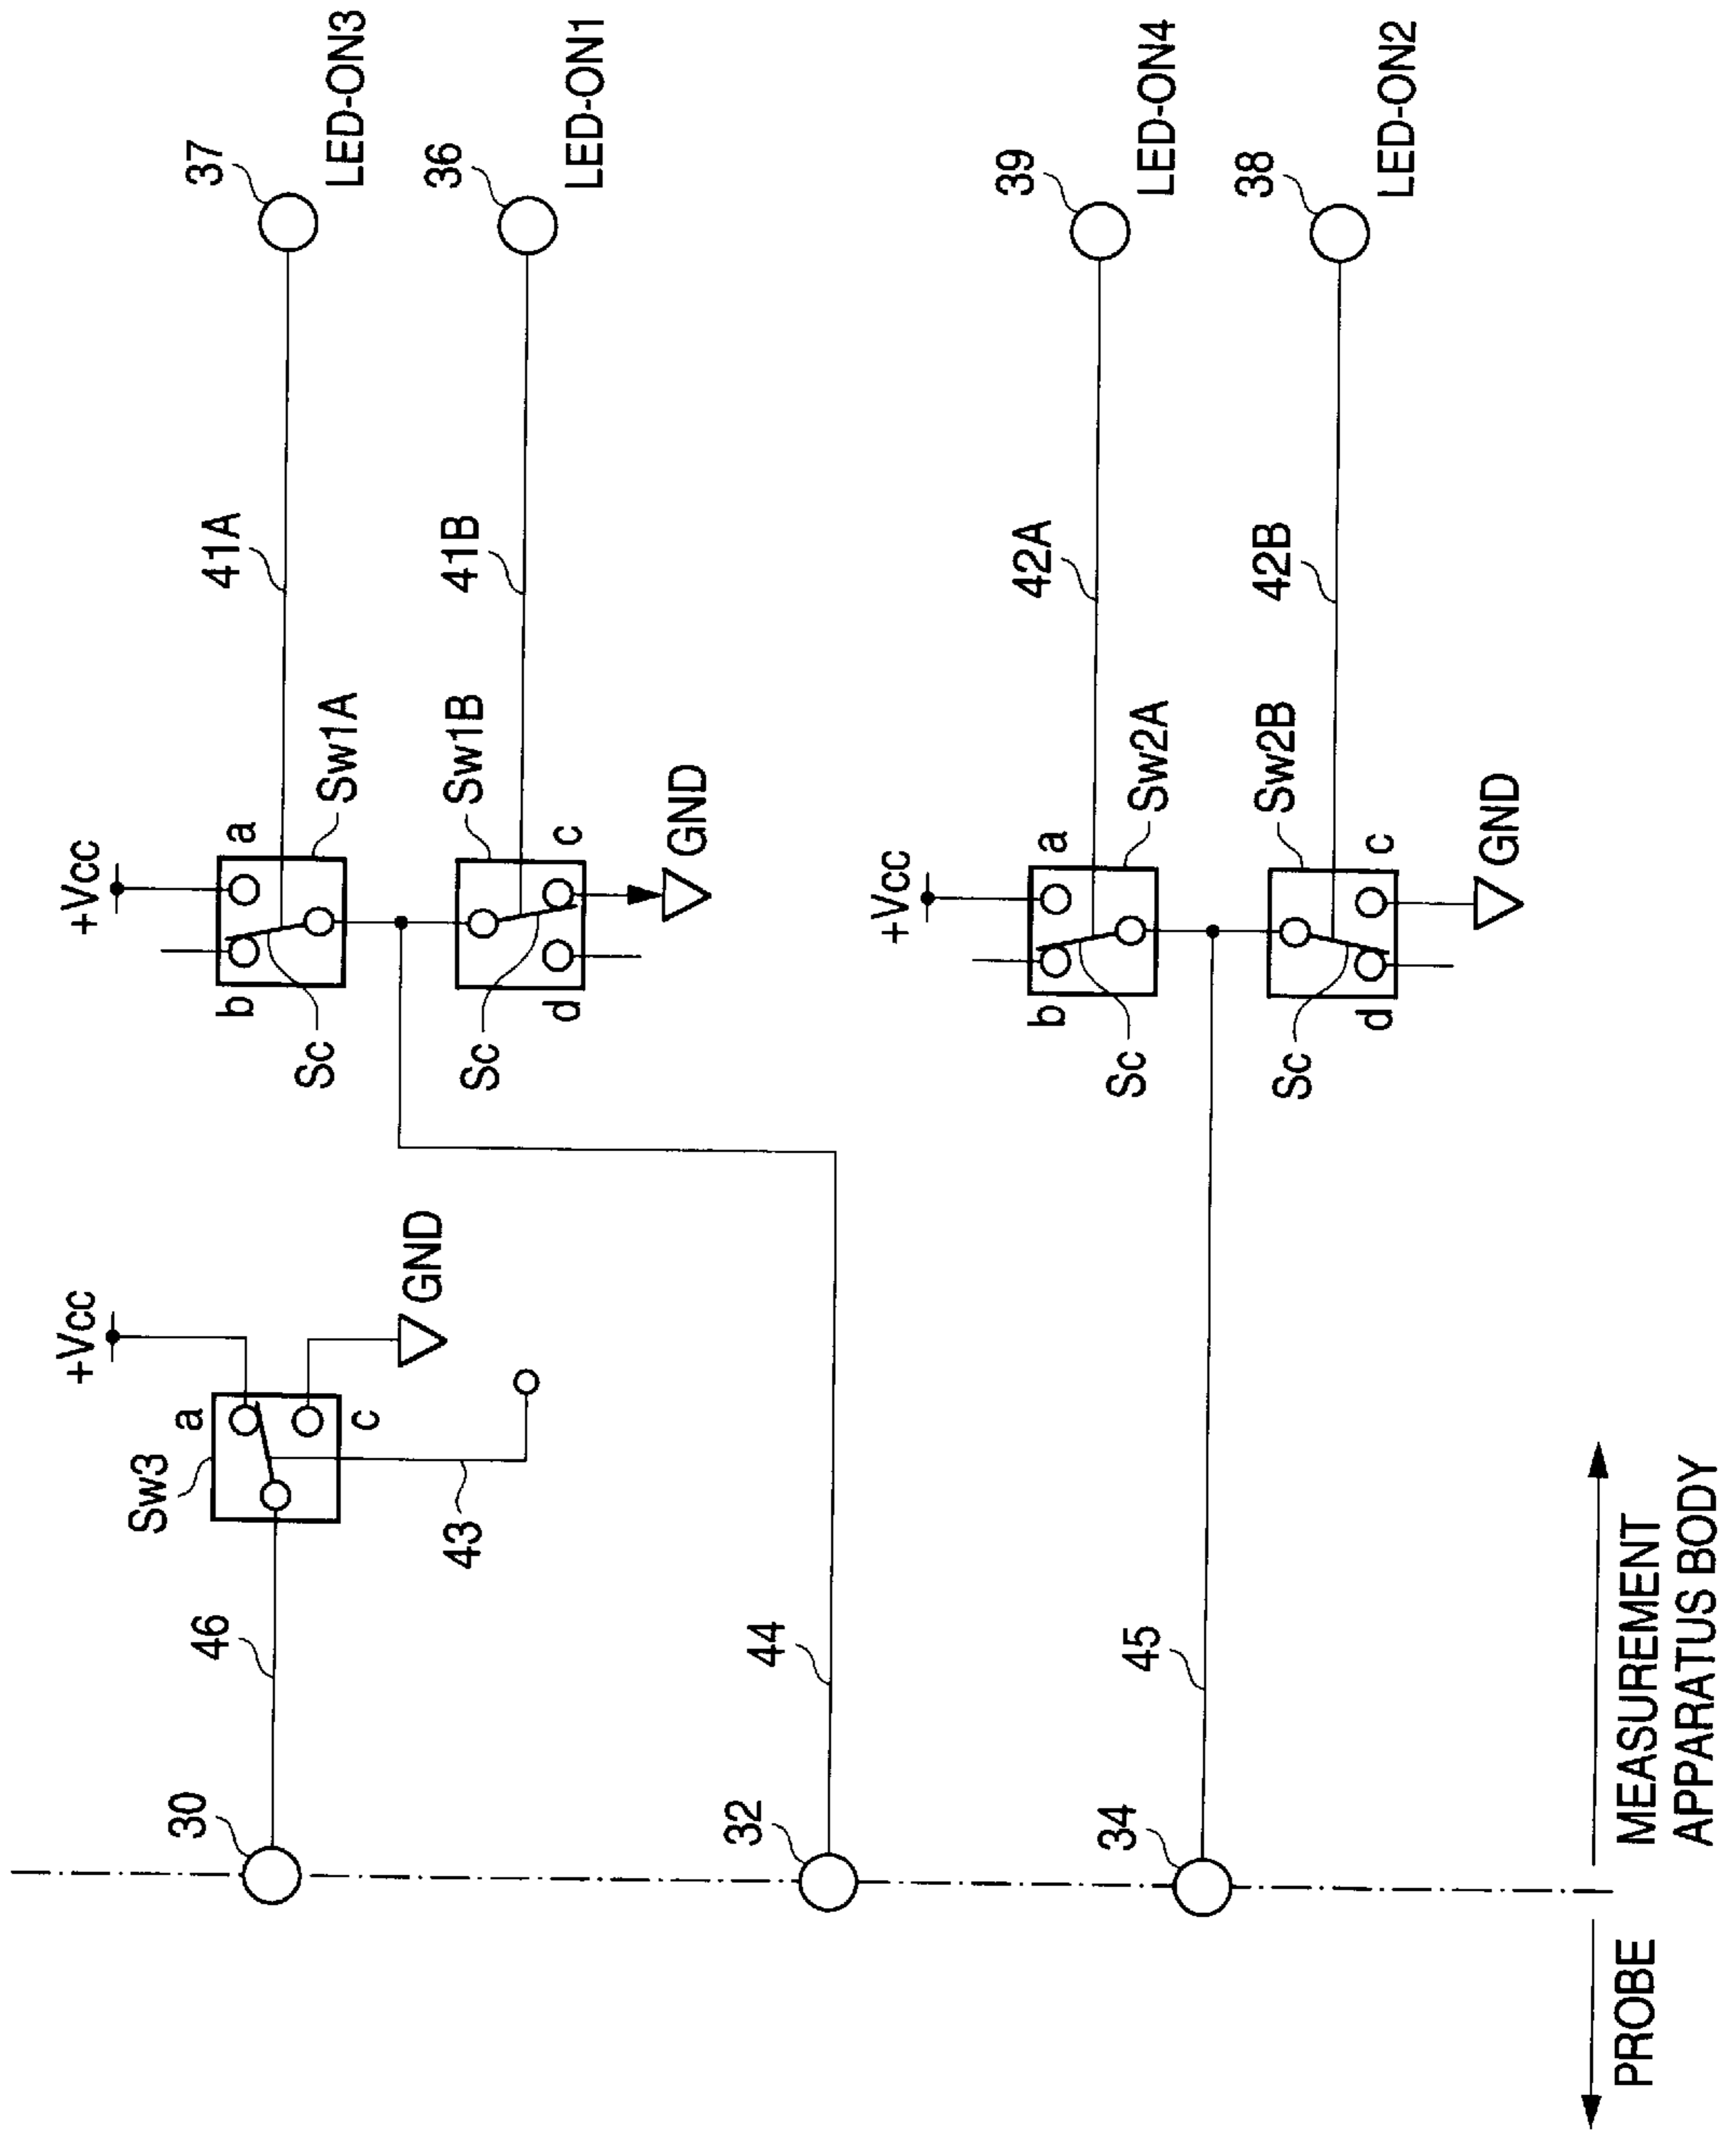 +Vcc
Sw3
a
c
GND
43
46
30
+Vcc
b
a
Sw1A
41A
37
LED-ON3
Sc
Sw1B
41B
36
LED-ON1
Sc
d
c
GND
44
32
+Vcc
b
a
Sw2A
42A
39
LED-ON4
Sc
Sw2B
42B
38
LED-ON2
Sc
d
c
GND
45
34
PROBE
MEASUREMENT
APPARATUS BODY